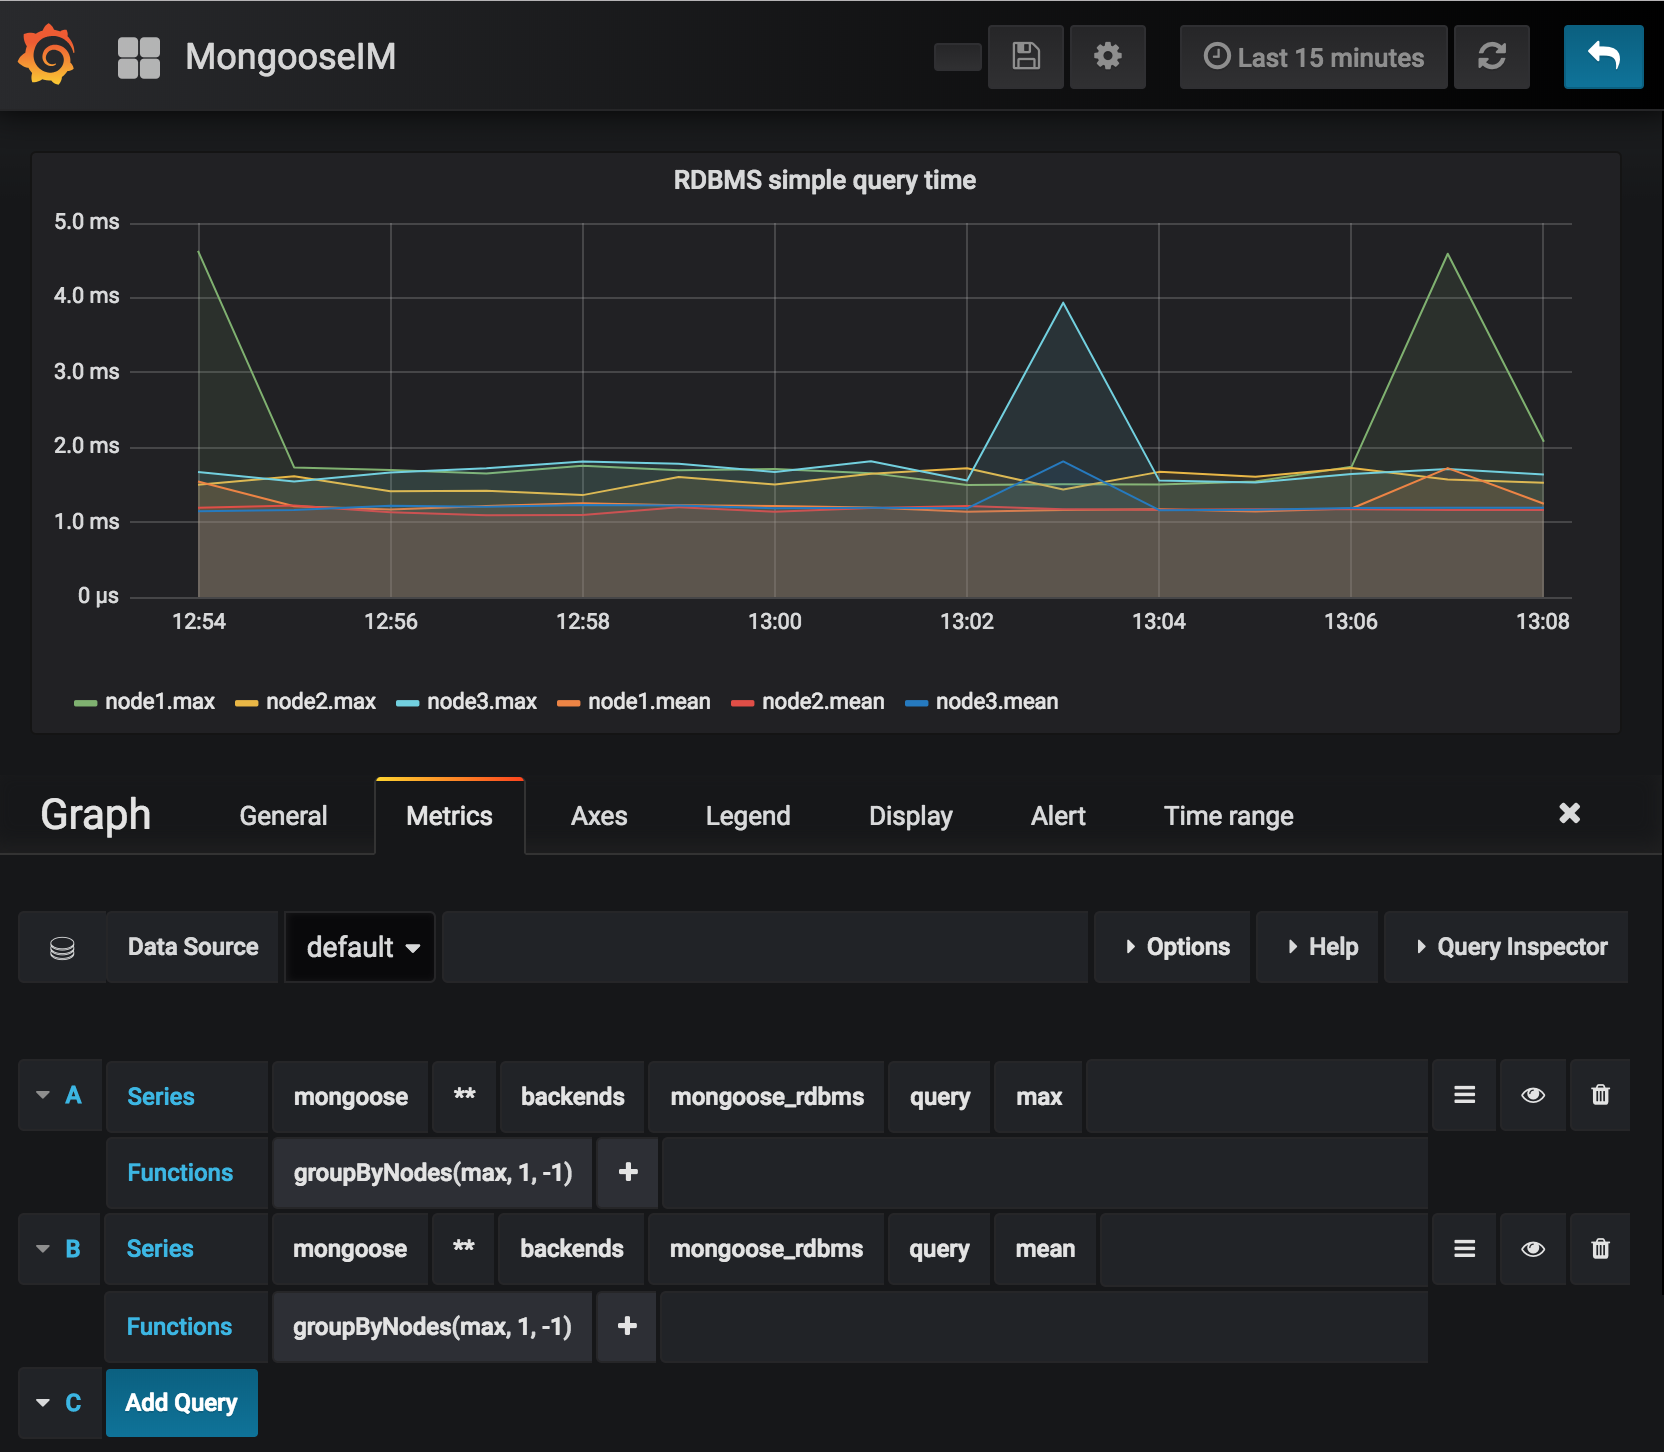 MongooseIM
Last 15 minutes
RDBMS simple query time
5.0 ms
4.0 ms
3.0 ms
2.0 ms
1.0 ms
0 µs
12:54 12:56 12:58 13:00 13:02 13:04 13:06 13:08
node1.max node2.max node3.max node1.mean node2.mean node3.mean
Graph General Metrics Axes Legend Display Alert Time range
Data Source default Options Help Query Inspector
A Series mongoose ** backends mongoose_rdbms query max
Functions groupByNodes(max, 1, -1) +
B Series mongoose ** backends mongoose_rdbms query mean
Functions groupByNodes(max, 1, -1) +
C Add Query